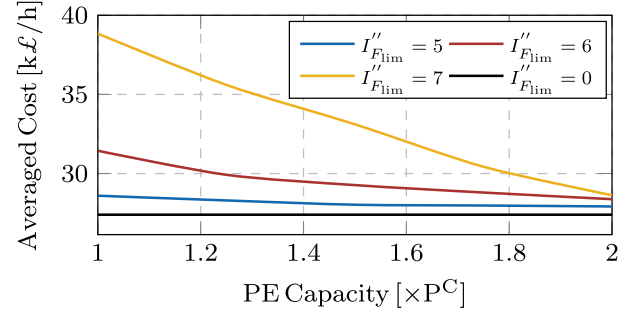 40
35
30
Averaged Cost [k£/h]
I''_{F_lim} = 5 I''_{F_lim} = 6
I''_{F_lim} = 7 I''_{F_lim} = 0
1 1.2 1.4 1.6 1.8 2
PE Capacity [×P^C]